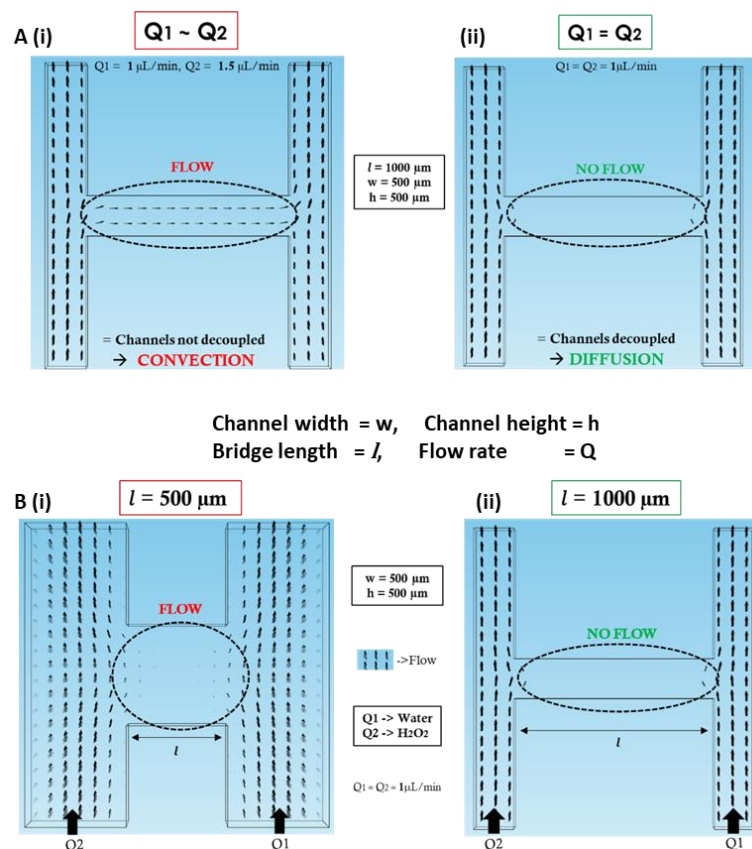 A (i)
Q1 ~ Q2
Q1 = 1 µL/min, Q2 = 1.5 µL/min
FLOW
= Channels not decoupled
→ CONVECTION
l = 1000 µm
w = 500 µm
h = 500 µm
(ii)
Q1 = Q2
Q1 = Q2 = 1µL/min
NO FLOW
= Channels decoupled
→ DIFFUSION
Channel width = w, Channel height = h
Bridge length = l, Flow rate = Q
B (i)
l = 500 µm
FLOW
l
Q2
Q1
w = 500 µm
h = 500 µm
->Flow
Q1 -> Water
Q2 -> H2O2
Q1 = Q2 = 1µL/min
(ii)
l = 1000 µm
NO FLOW
l
Q2
Q1